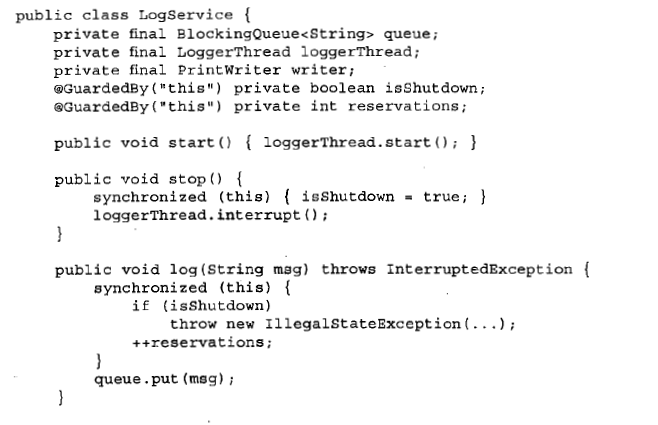 public class LogService {
    private final BlockingQueue<String> queue;
    private final LoggerThread loggerThread;
    private final PrintWriter writer;
    @GuardedBy("this") private boolean isShutdown;
    @GuardedBy("this") private int reservations;

    public void start() { loggerThread.start(); }

    public void stop() {
        synchronized (this) { isShutdown = true; }
        loggerThread.interrupt();
    }

    public void log(String msg) throws InterruptedException {
        synchronized (this) {
            if (isShutdown)
                throw new IllegalStateException(...);
            ++reservations;
        }
        queue.put(msg);
    }